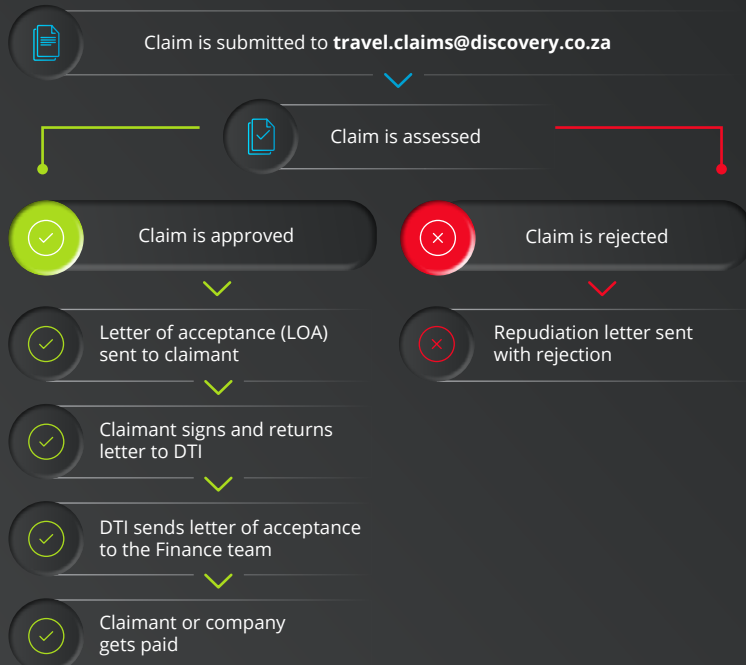 Claim is submitted to travel.claims@discovery.co.za
Claim is assessed
Claim is approved
Letter of acceptance (LOA)
sent to claimant
Claimant signs and returns
letter to DTI
DTI sends letter of acceptance
to the Finance team
Claimant or company
gets paid
Claim is rejected
Repudiation letter sent
with rejection